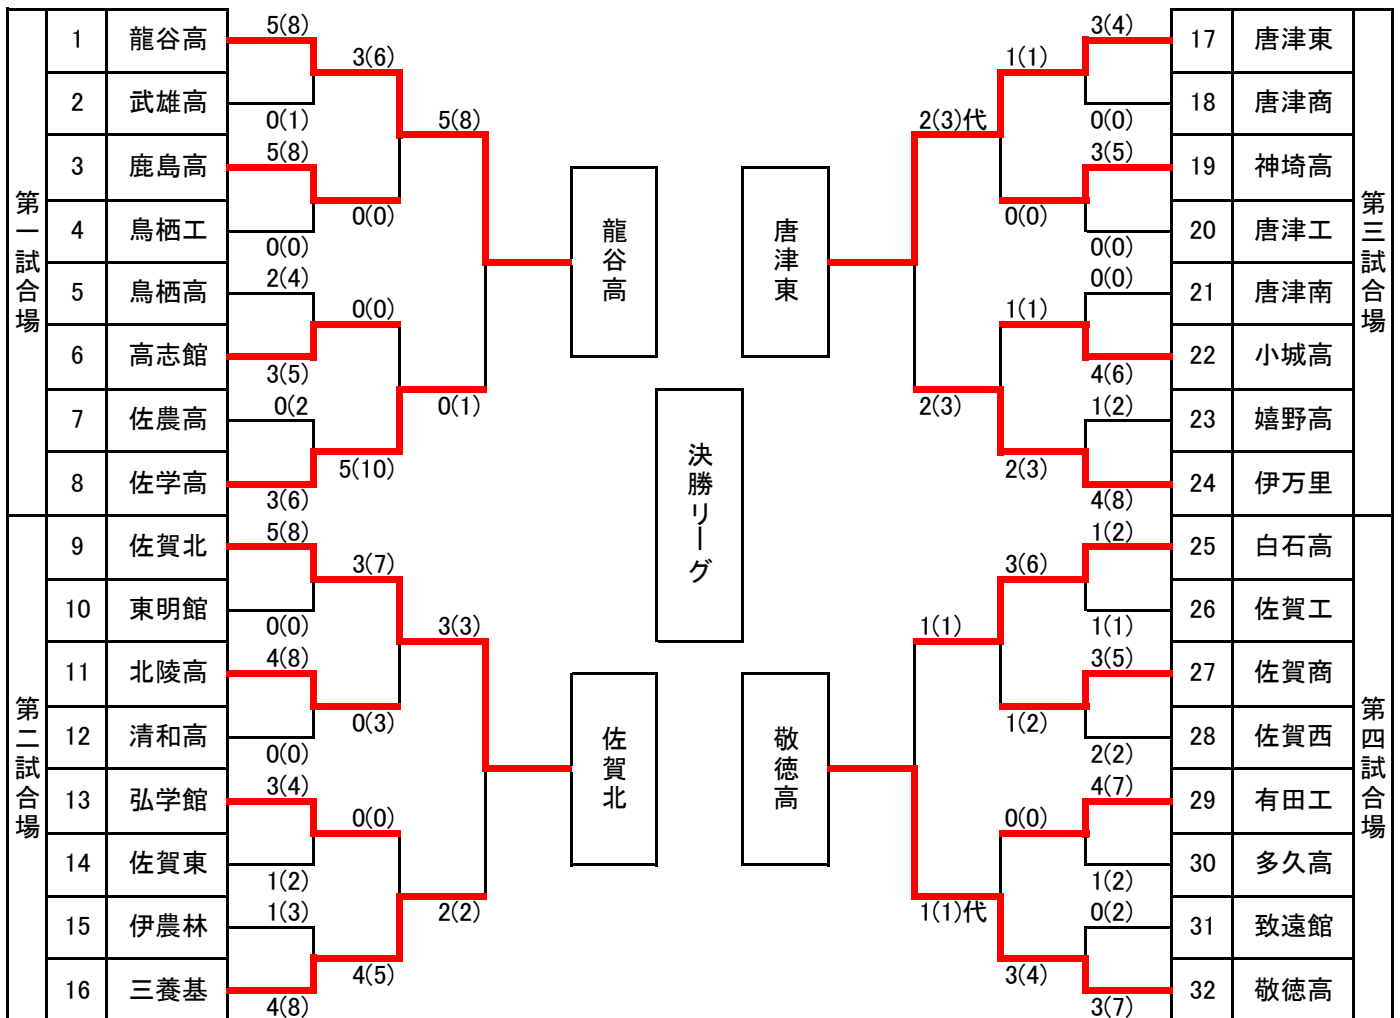 第一試合場
1 龍谷高 5(8)
3(6)
2 武雄高 0(1)
5(8)
3 鹿島高 5(8)
0(0)
4 鳥栖工 0(0)
龍谷高
5 鳥栖高 2(4)
0(0)
6 高志館 3(5)
0(1)
7 佐農高 0(2
5(10)
8 佐学高 3(6)
第二試合場
9 佐賀北 5(8)
3(7)
10 東明館 0(0)
3(3)
11 北陵高 4(8)
0(3)
12 清和高 0(0)
佐賀北
13 弘学館 3(4)
0(0)
14 佐賀東 1(2)
2(2)
15 伊農林 1(3)
4(5)
16 三養基 4(8)
決勝リーグ
第三試合場
3(4) 17 唐津東
1(1)
0(0) 18 唐津商
2(3)代
3(5) 19 神埼高
0(0)
0(0) 20 唐津工
唐津東
0(0) 21 唐津南
1(1)
4(6) 22 小城高
2(3)
1(2) 23 嬉野高
2(3)
4(8) 24 伊万里
第四試合場
1(2) 25 白石高
3(6)
1(1) 26 佐賀工
1(1)
3(5) 27 佐賀商
1(2)
2(2) 28 佐賀西
敬徳高
4(7) 29 有田工
0(0)
1(2) 30 多久高
1(1)代
0(2) 31 致遠館
3(4)
3(7) 32 敬徳高